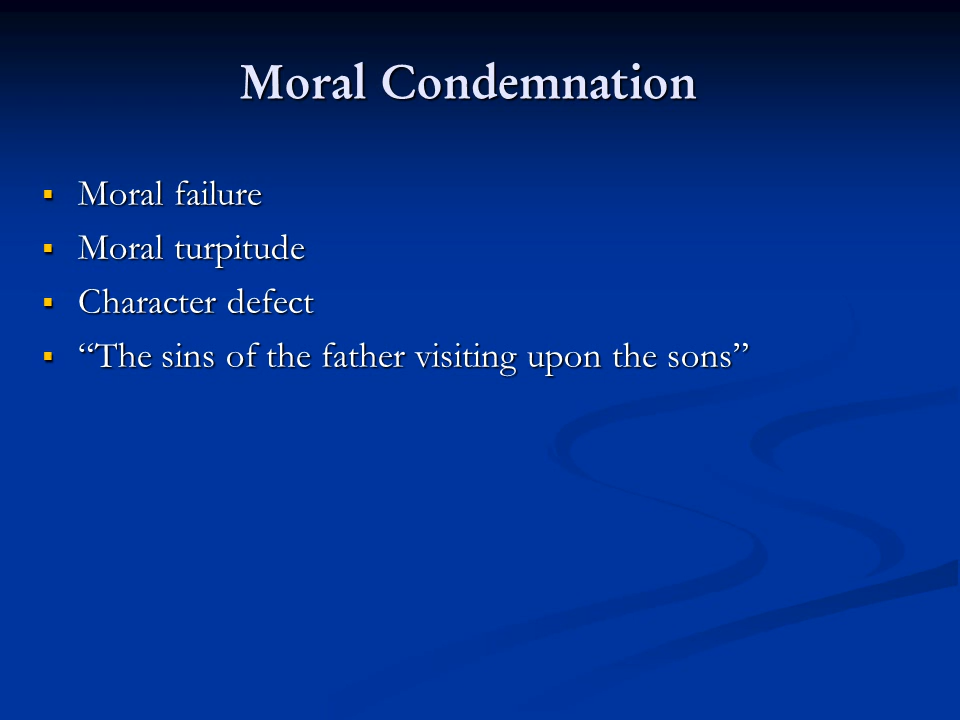 Moral Condemnation
▪ Moral failure
▪ Moral turpitude
▪ Character defect
▪ “The sins of the father visiting upon the sons”